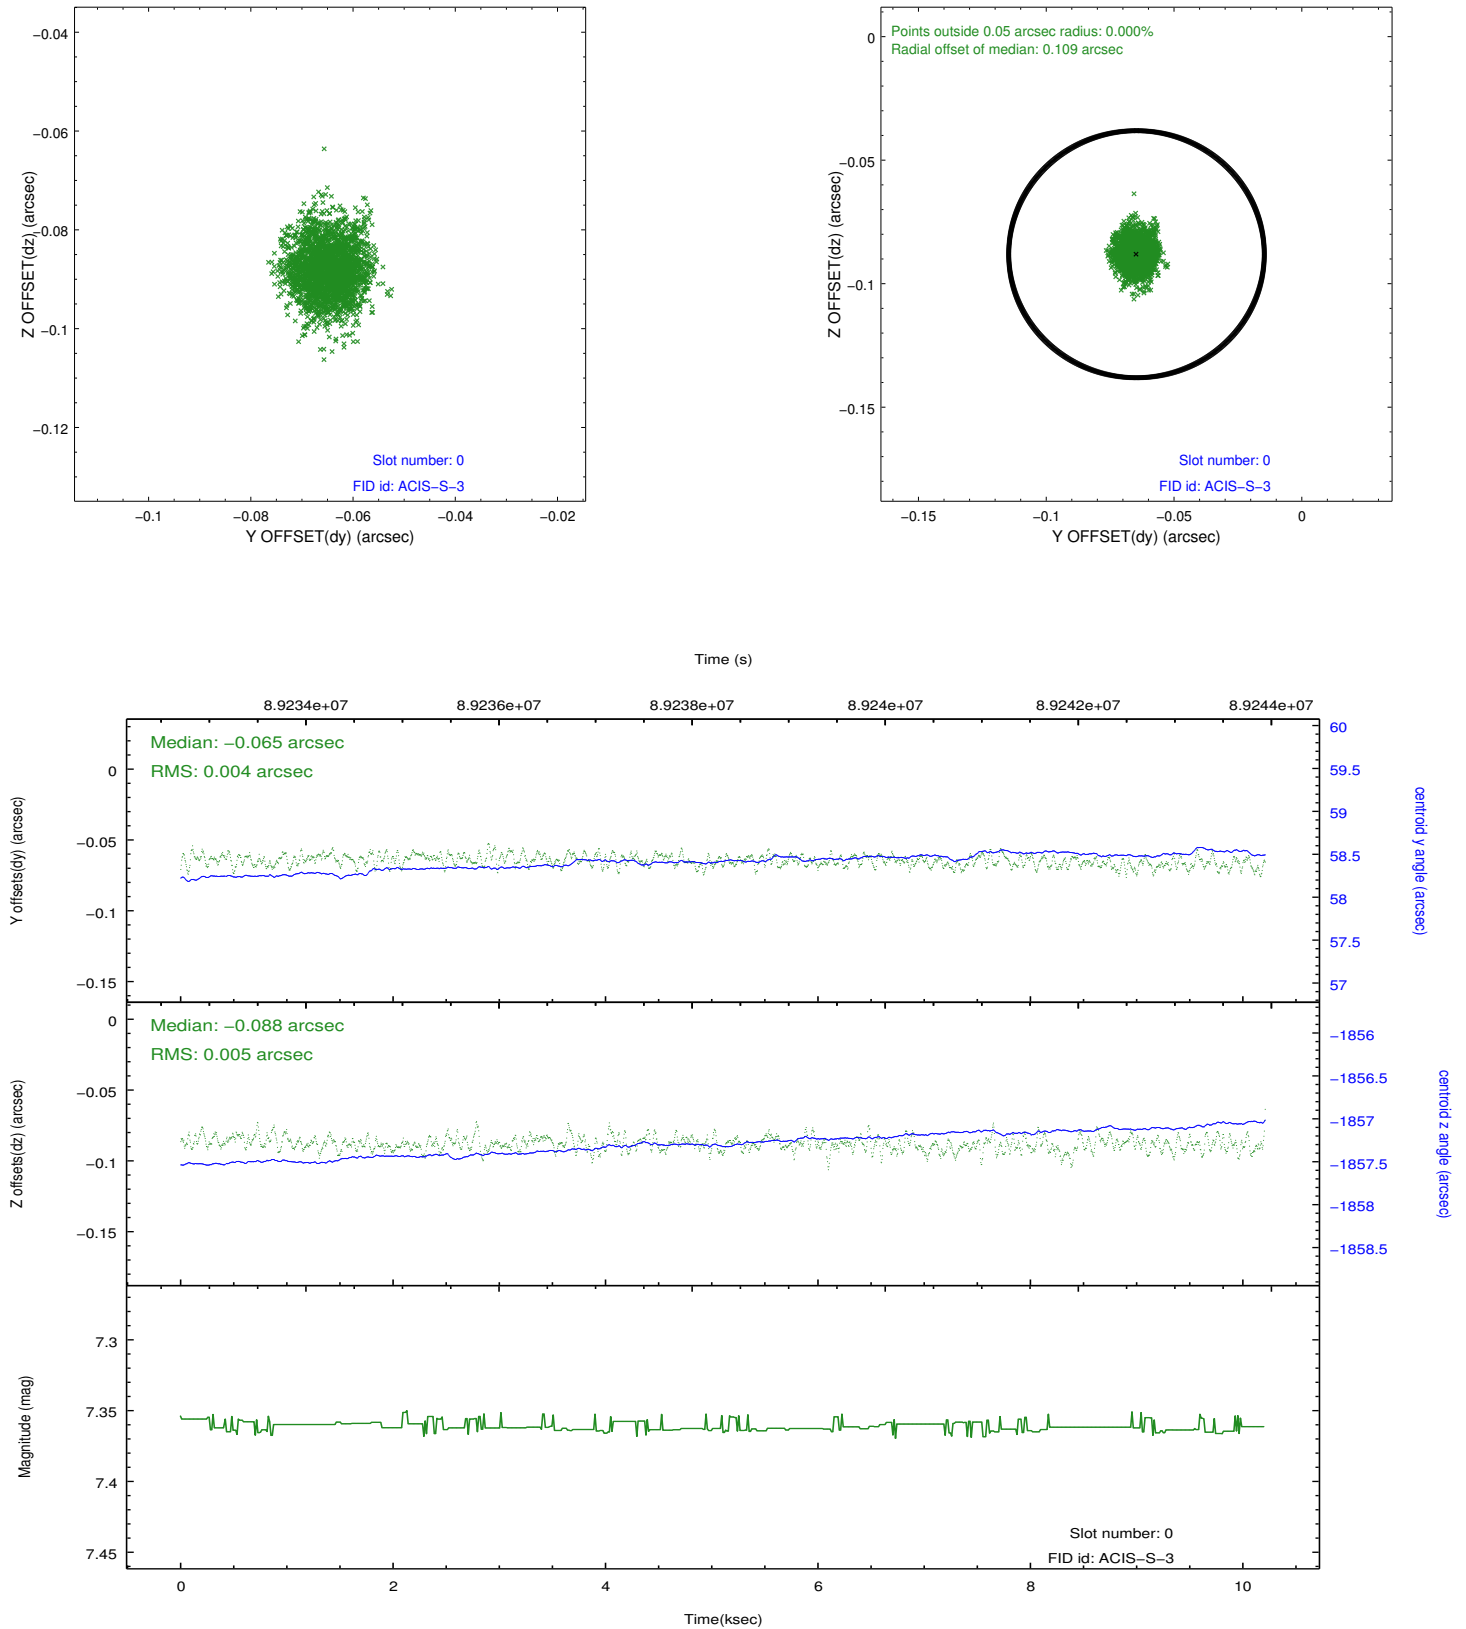 −0.04
−0.06
−0.08
−0.1
−0.12
Z OFFSET(dz) (arcsec)
Slot number: 0
FID id: ACIS−S−3
−0.1
−0.08
−0.06
−0.04
−0.02
Y OFFSET(dy) (arcsec)
Points outside 0.05 arcsec radius: 0.000%
Radial offset of median: 0.109 arcsec
0
−0.05
−0.1
−0.15
Z OFFSET(dz) (arcsec)
Slot number: 0
FID id: ACIS−S−3
−0.15
−0.1
−0.05
0
Y OFFSET(dy) (arcsec)
Time (s)
8.9234e+07
8.9236e+07
8.9238e+07
8.924e+07
8.9242e+07
8.9244e+07
Median: −0.065 arcsec
RMS: 0.004 arcsec
0
−0.05
−0.1
−0.15
Y offsets(dy) (arcsec)
60
59.5
59
58.5
58
57.5
57
centroid y angle (arcsec)
Median: −0.088 arcsec
RMS: 0.005 arcsec
0
−0.05
−0.1
−0.15
Z offsets(dz) (arcsec)
−1856
−1856.5
−1857
−1857.5
−1858
−1858.5
centroid z angle (arcsec)
7.3
7.35
7.4
7.45
Magnitude (mag)
Slot number: 0
FID id: ACIS−S−3
0
2
4
6
8
10
Time(ksec)